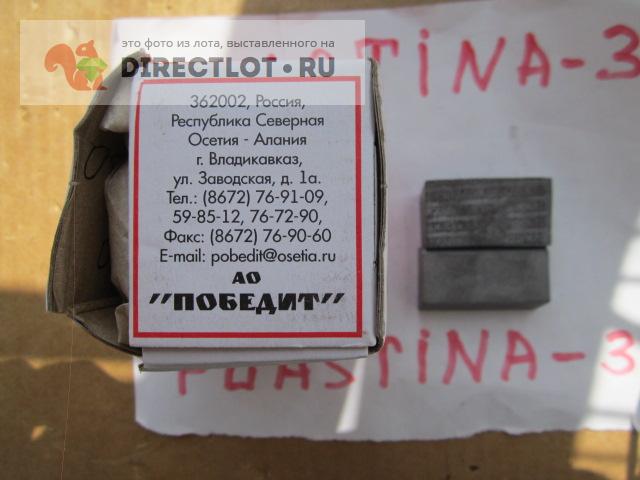 это фото из лота, выставленного на
DIRECTLOT.RU
TINA-3
362002, Россия,
Республика Северная
Осетия - Алания
г. Владикавказ,
ул. Заводская, д. 1а.
Тел.: (8672) 76-91-09,
59-85-12, 76-72-90,
Факс: (8672) 76-90-60
E-mail: pobedit@osetia.ru
АО
"ПОБЕДИТ"
PLASTINA-3